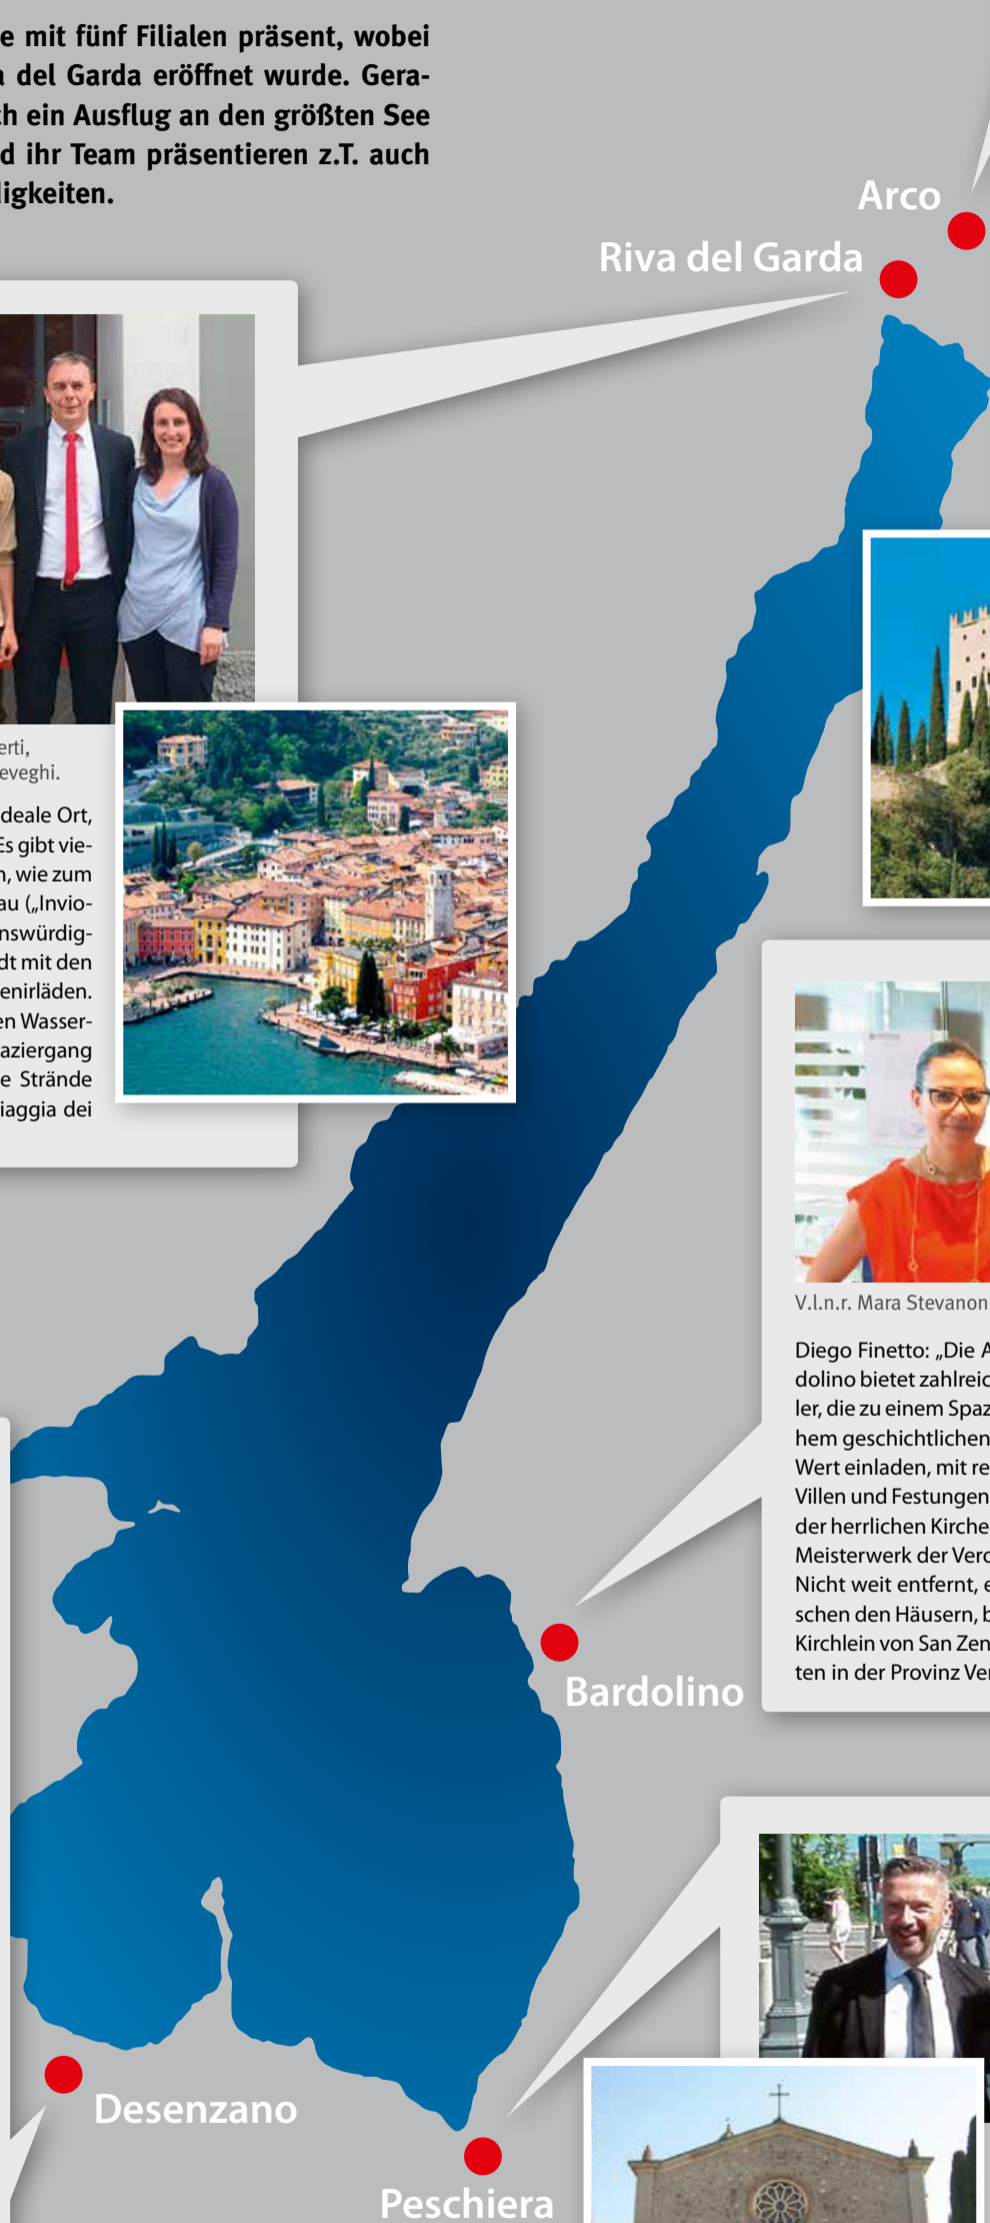 e mit fünf Filialen präsent, wobei
a del Garda eröffnet wurde. Gera-
ch ein Ausflug an den größten See
d ihr Team präsentieren z.T. auch
ligkeiten.
Arco
Riva del Garda
erti,
eveghi.
deale Ort,
Es gibt vie-
n, wie zum
au („Invio-
nswürdig-
dt mit den
enirläden.
en Wasser-
aziergang
e Strände
iaggia dei
V.l.n.r. Mara Stevanon
Diego Finetto: „Die A
dolino bietet zahlreic
ler, die zu einem Spaz
hem geschichtlichen
Wert einladen, mit re
Villen und Festungen
der herrlichen Kirche
Meisterwerk der Vero
Nicht weit entfernt, e
schen den Häusern, b
Kirchlein von San Zen
ten in der Provinz Ver
Bardolino
Desenzano
Peschiera